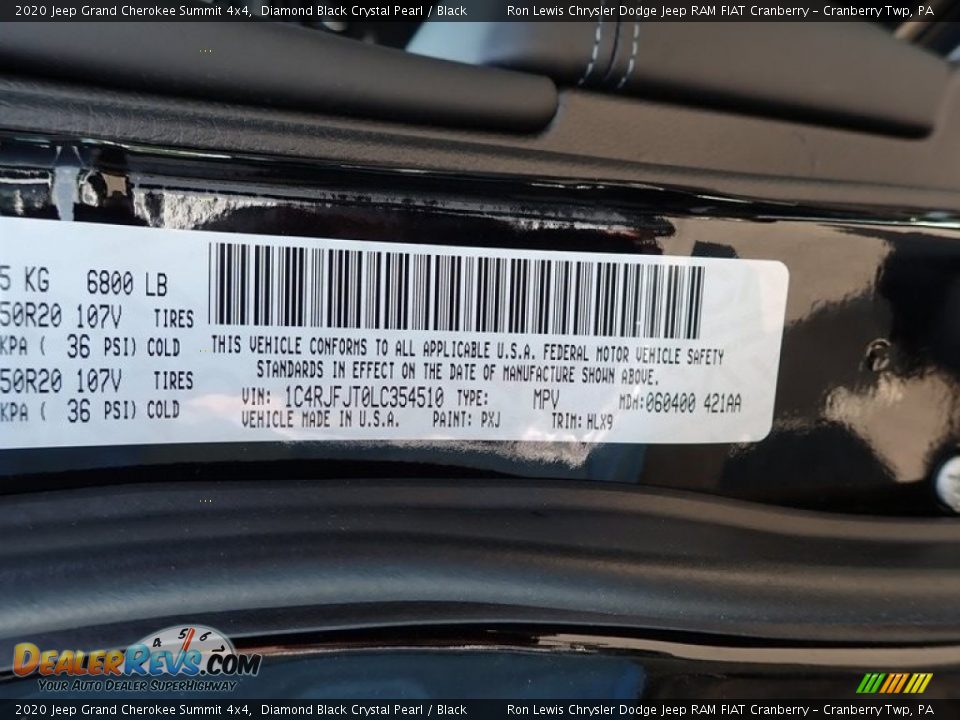 2020 Jeep Grand Cherokee Summit 4x4, Diamond Black Crystal Pearl / Black Ron Lewis Chrysler Dodge Jeep RAM FIAT Cranberry - Cranberry Twp, PA
5 KG 6800 LB
50R20 107V TIRES
KPA ( 36 PSI) COLD
50R20 107V TIRES
KPA ( 36 PSI) COLD
THIS VEHICLE CONFORMS TO ALL APPLICABLE U.S.A. FEDERAL MOTOR VEHICLE SAFETY
STANDARDS IN EFFECT ON THE DATE OF MANUFACTURE SHOWN ABOVE.
VIN: 1C4RJFJT0LC354510 TYPE: MPV MDH:060400 421AA
VEHICLE MADE IN U.S.A. PAINT: PXJ TRIM: HLX9
4 5 6
DEALERREVS.COM
YOUR AUTO DEALER SUPERHIGHWAY
2020 Jeep Grand Cherokee Summit 4x4, Diamond Black Crystal Pearl / Black Ron Lewis Chrysler Dodge Jeep RAM FIAT Cranberry - Cranberry Twp, PA